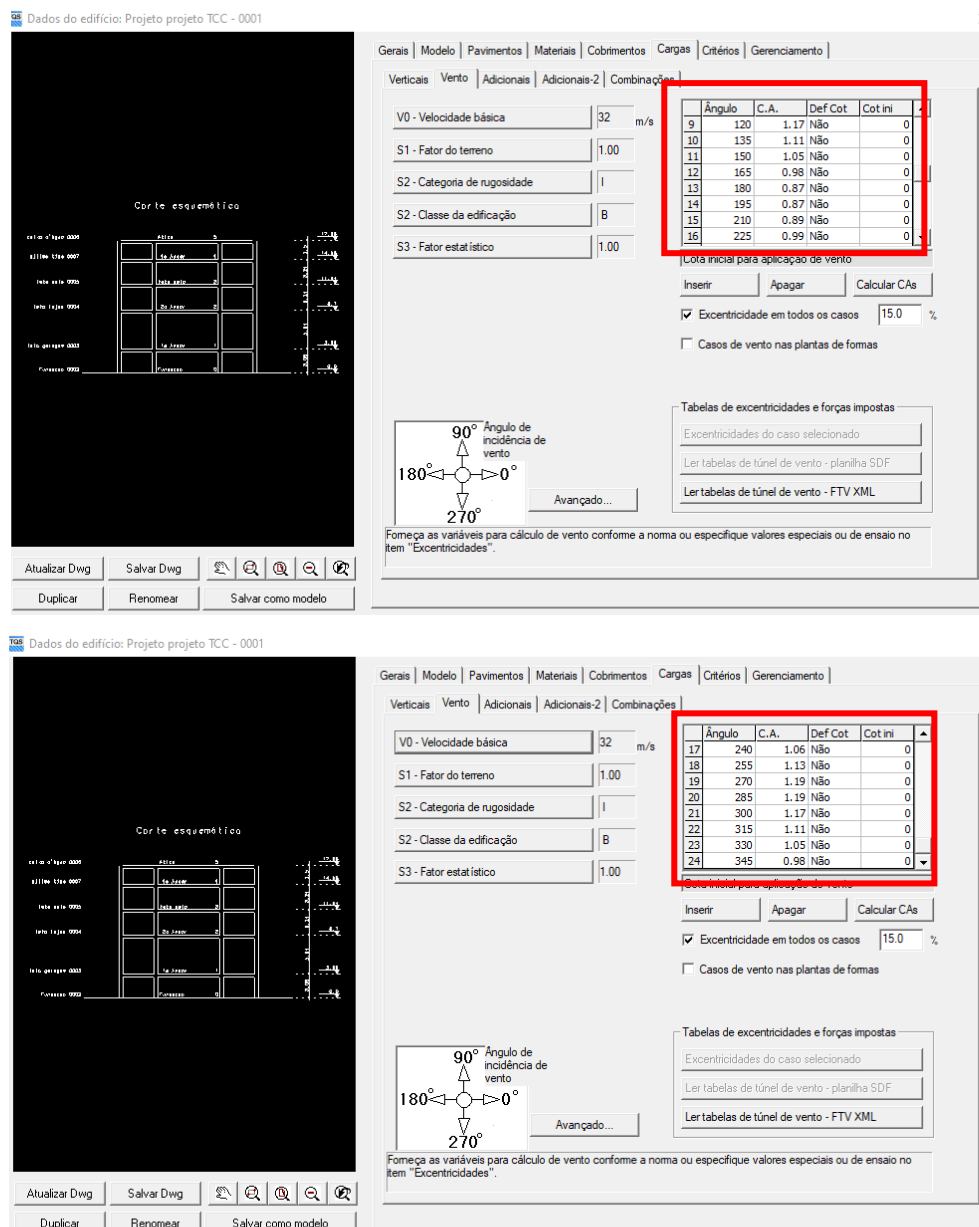 TQS Dados do edifício: Projeto projeto TCC - 0001
Gerais Modelo Pavimentos Materiais Cobrimentos Cargas Critérios Gerenciamento
Verticais Vento Adicionais Adicionais-2 Combinações
V0 - Velocidade básica 32 m/s
S1 - Fator do terreno 1.00
S2 - Categoria de rugosidade I
S2 - Classe da edificação B
S3 - Fator estatístico 1.00
Ângulo C.A. Def Cot Cot ini
9 120 1.17 Não 0
10 135 1.11 Não 0
11 150 1.05 Não 0
12 165 0.98 Não 0
13 180 0.87 Não 0
14 195 0.87 Não 0
15 210 0.89 Não 0
16 225 0.99 Não 0
Cota inicial para aplicação de vento
Inserir Apagar Calcular CAs
Excentricidade em todos os casos 15.0 %
Casos de vento nas plantas de formas
Corte esquemático
Tabelas de excentricidades e forças impostas
Excentricidades do caso selecionado
Ler tabelas de túnel de vento - planilha SDF
Ler tabelas de túnel de vento - FTV XML
90° Ângulo de
incidência de
vento
180° 0°
270°
Avançado...
Forneça as variáveis para cálculo de vento conforme a norma ou especifique valores especiais ou de ensaio no
item "Excentricidades".
Atualizar Dwg Salvar Dwg
Duplicar Renomear Salvar como modelo
TQS Dados do edifício: Projeto projeto TCC - 0001
Gerais Modelo Pavimentos Materiais Cobrimentos Cargas Critérios Gerenciamento
Verticais Vento Adicionais Adicionais-2 Combinações
V0 - Velocidade básica 32 m/s
S1 - Fator do terreno 1.00
S2 - Categoria de rugosidade I
S2 - Classe da edificação B
S3 - Fator estatístico 1.00
Ângulo C.A. Def Cot Cot ini
17 240 1.06 Não 0
18 255 1.13 Não 0
19 270 1.19 Não 0
20 285 1.19 Não 0
21 300 1.17 Não 0
22 315 1.11 Não 0
23 330 1.05 Não 0
24 345 0.98 Não 0
Cota inicial para aplicação de vento
Inserir Apagar Calcular CAs
Excentricidade em todos os casos 15.0 %
Casos de vento nas plantas de formas
Corte esquemático
Tabelas de excentricidades e forças impostas
Excentricidades do caso selecionado
Ler tabelas de túnel de vento - planilha SDF
Ler tabelas de túnel de vento - FTV XML
90° Ângulo de
incidência de
vento
180° 0°
270°
Avançado...
Forneça as variáveis para cálculo de vento conforme a norma ou especifique valores especiais ou de ensaio no
item "Excentricidades".
Atualizar Dwg Salvar Dwg
Duplicar Renomear Salvar como modelo